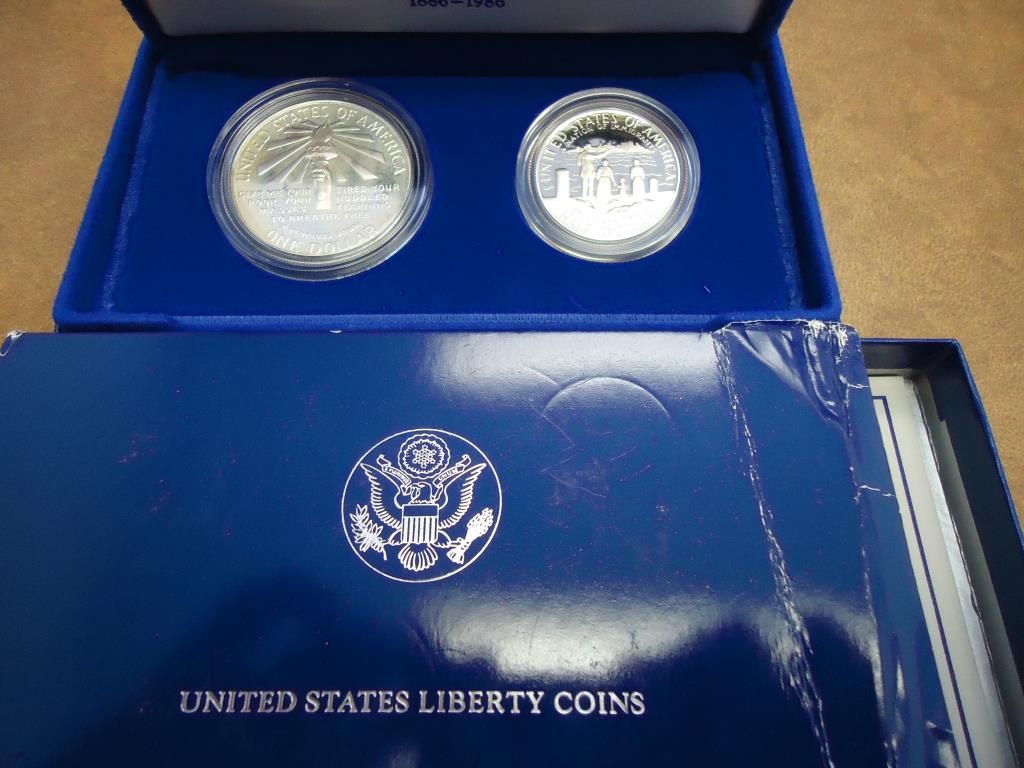 1886-1986
UNITED STATES OF AMERICA
GIVE ME YOUR TIRED YOUR
POOR, YOUR HUDDLED
MASSES YEARNING
TO BREATHE FREE
ONE DOLLAR
UNITED STATES OF AMERICA
NATION OF IMMIGRANTS
UNITED STATES LIBERTY COINS